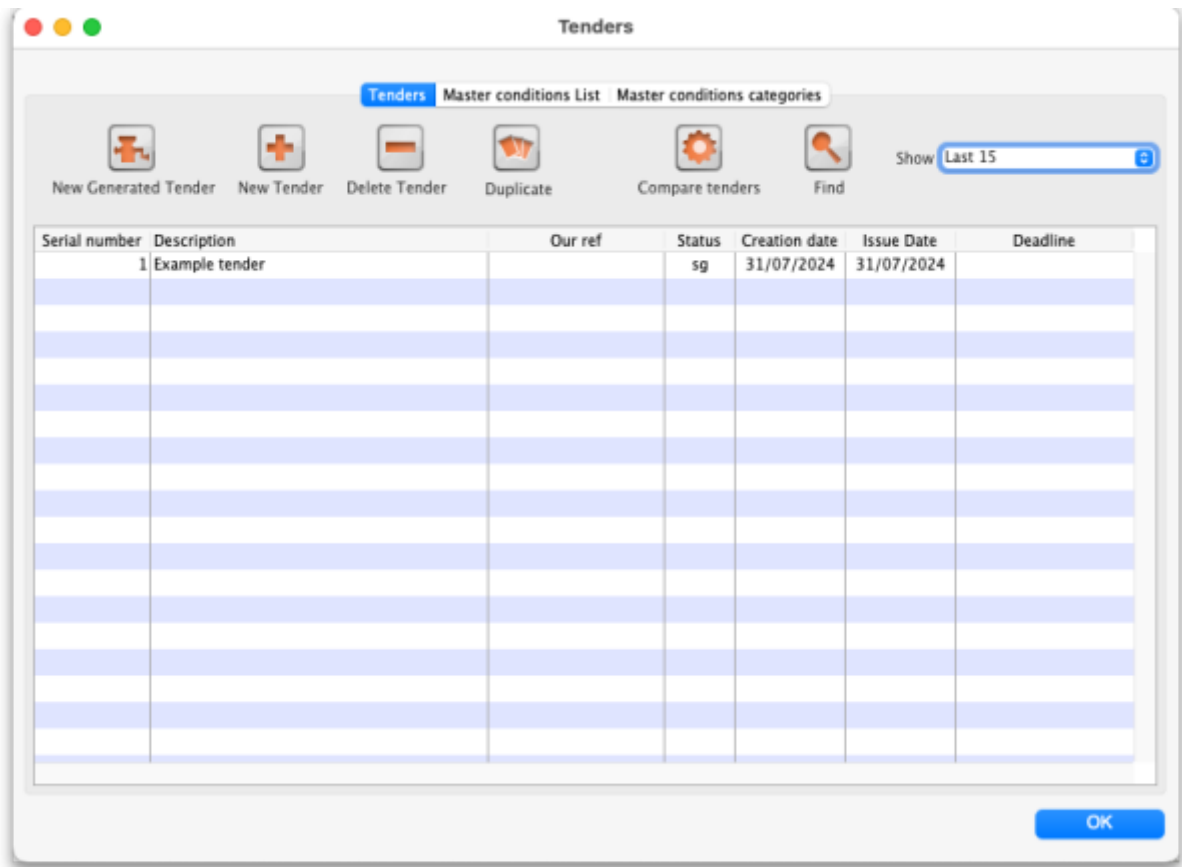 Tenders
Tenders Master conditions List Master conditions categories
New Generated Tender New Tender Delete Tender Duplicate Compare tenders Find Show Last 15
Serial number Description Our ref Status Creation date Issue Date Deadline
1 Example tender sg 31/07/2024 31/07/2024
OK